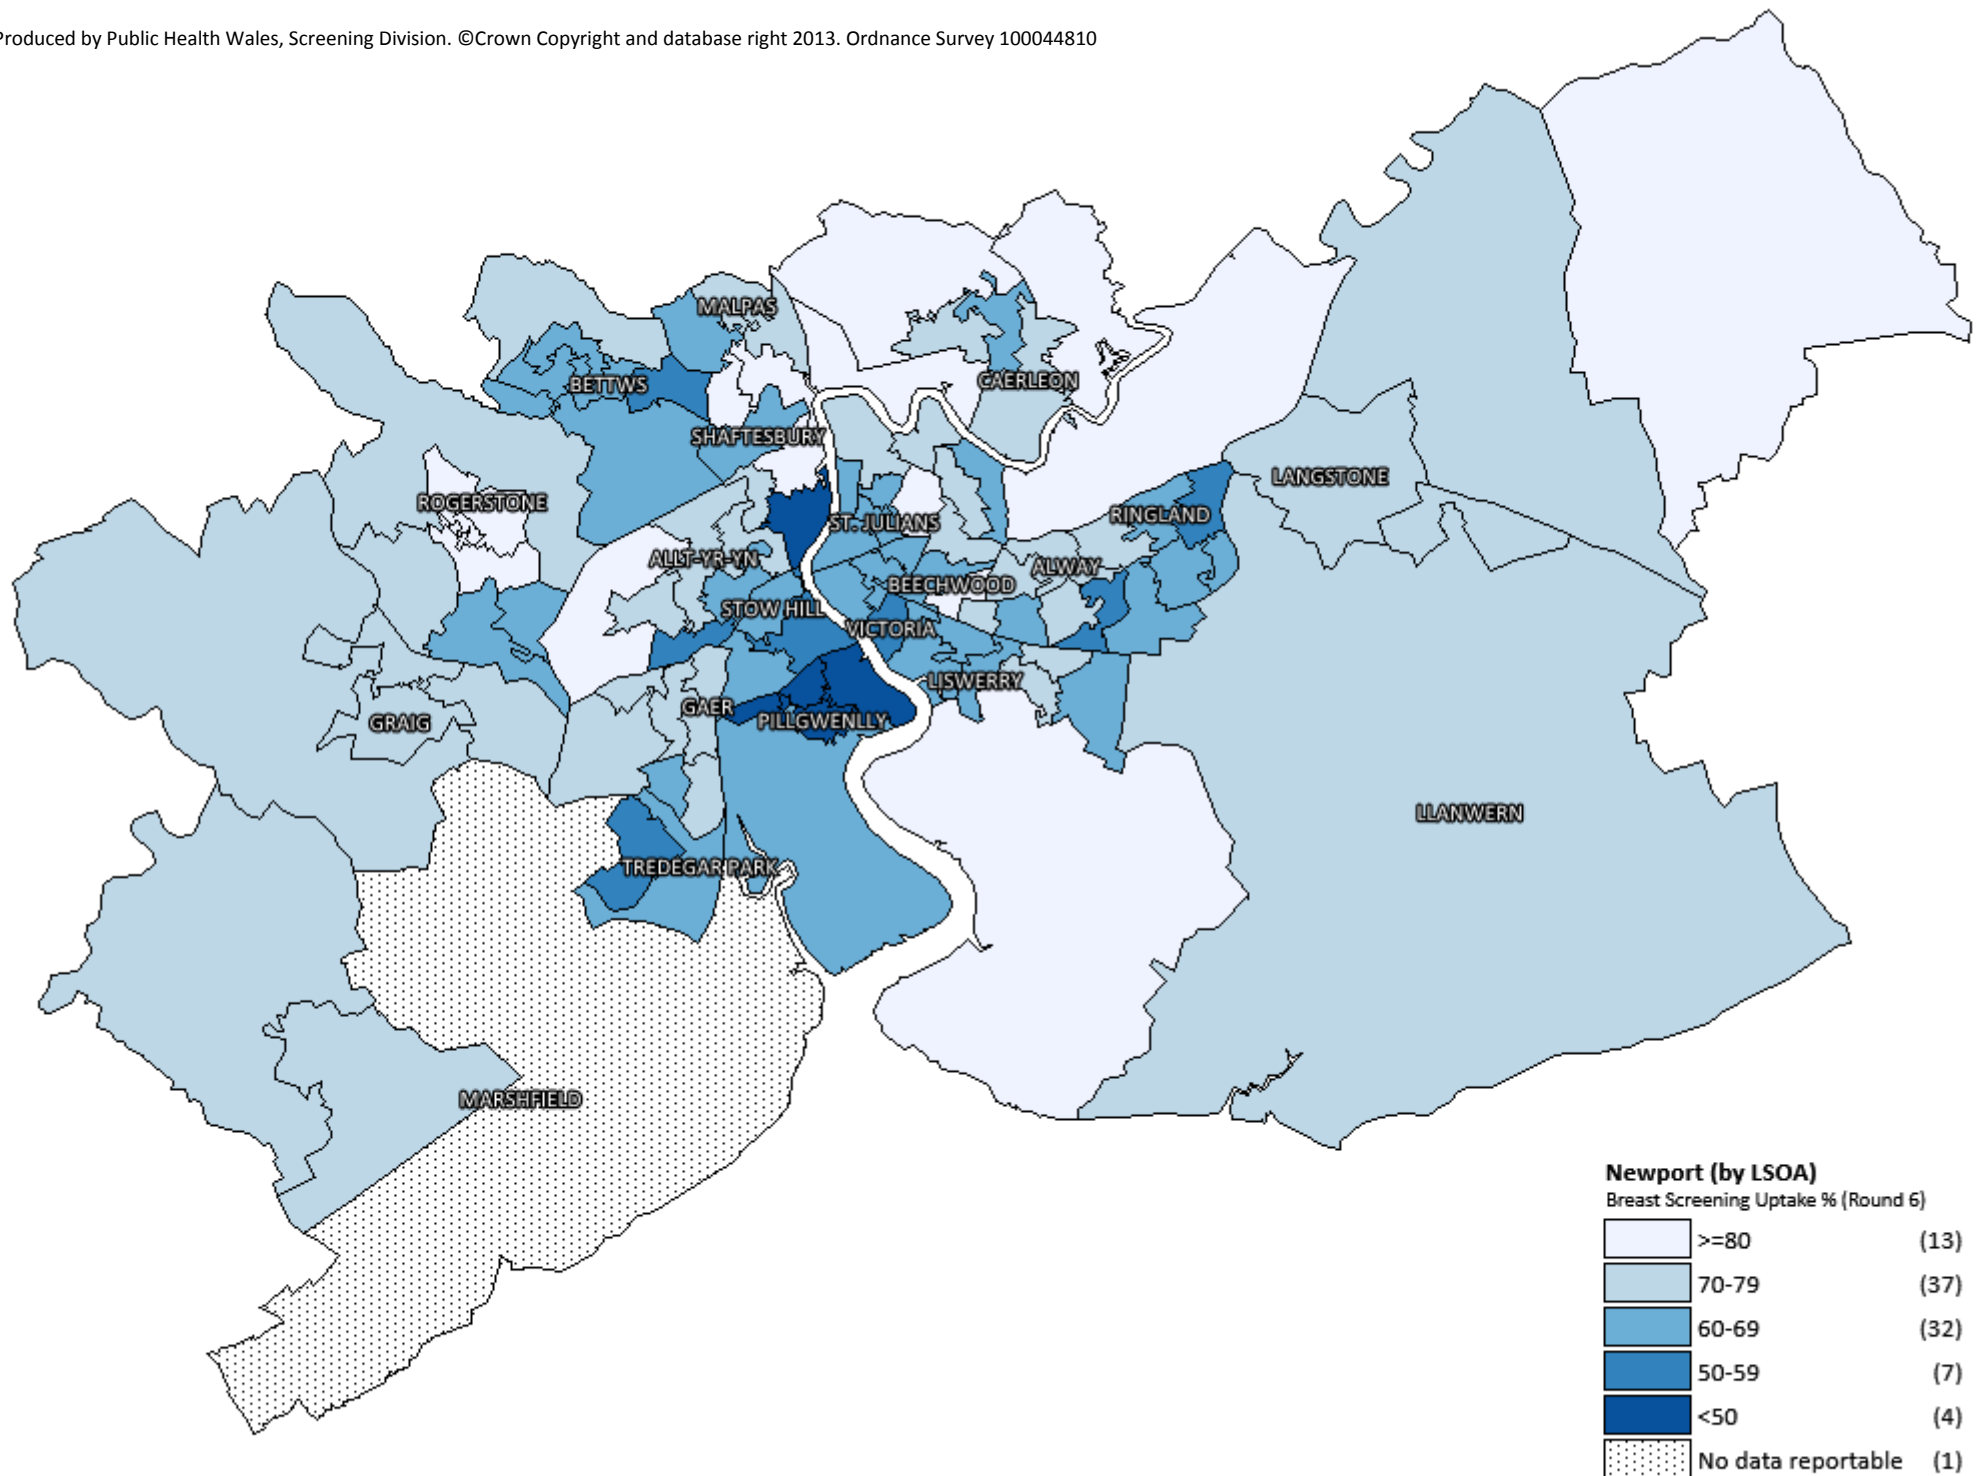 Produced by Public Health Wales, Screening Division. ©Crown Copyright and database right 2013. Ordnance Survey 100044810
MALPAS
BETTWS
CAERLEON
SHAFTESBURY
LANGSTONE
ROGERSTONE
RINGLAND
ST. JULIANS
ALLT-YR-YN
ALWAY
BEECHWOOD
STOW HILL
VICTORIA
LISWERRY
GAER
PILLGWENLLY
GRAIG
LLANWERN
TREDEGAR PARK
MARSHFIELD
Newport (by LSOA)
Breast Screening Uptake % (Round 6)
>=80 (13)
70-79 (37)
60-69 (32)
50-59 (7)
<50 (4)
No data reportable (1)